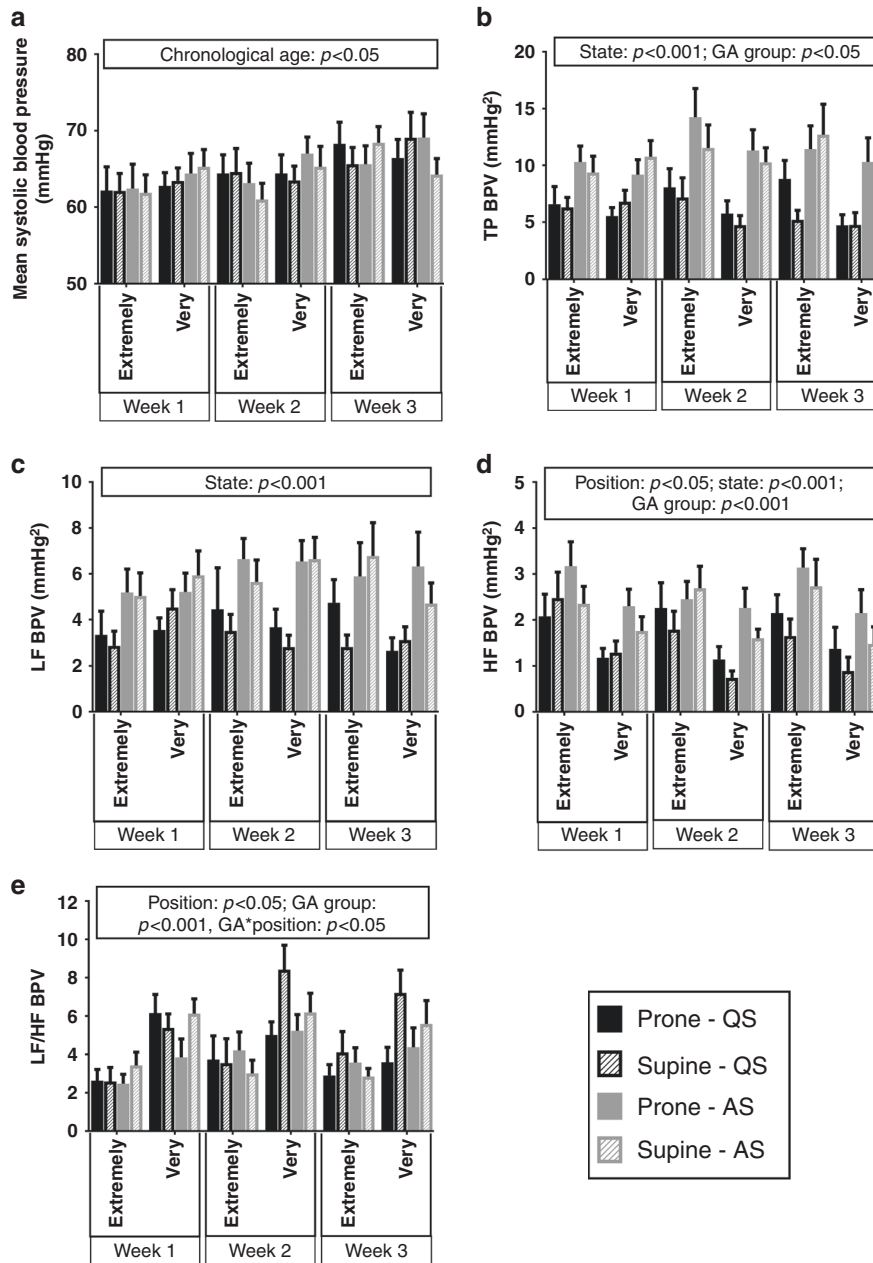 a
Chronological age: p<0.05
Mean systolic blood pressure
(mmHg)
80
70
60
50
Extremely
Very
Extremely
Very
Extremely
Very
Week 1
Week 2
Week 3
b
State: p<0.001; GA group: p<0.05
TP BPV (mmHg²)
20
15
10
5
0
Extremely
Very
Extremely
Very
Extremely
Very
Week 1
Week 2
Week 3
c
State: p<0.001
LF BPV (mmHg²)
10
8
6
4
2
0
Extremely
Very
Extremely
Very
Extremely
Very
Week 1
Week 2
Week 3
d
Position: p<0.05; state: p<0.001;
GA group: p<0.001
HF BPV (mmHg²)
5
4
3
2
1
0
Extremely
Very
Extremely
Very
Extremely
Very
Week 1
Week 2
Week 3
e
Position: p<0.05; GA group:
p<0.001, GA*position: p<0.05
LF/HF BPV
12
10
8
6
4
2
0
Extremely
Very
Extremely
Very
Extremely
Very
Week 1
Week 2
Week 3
Prone - QS
Supine - QS
Prone - AS
Supine - AS